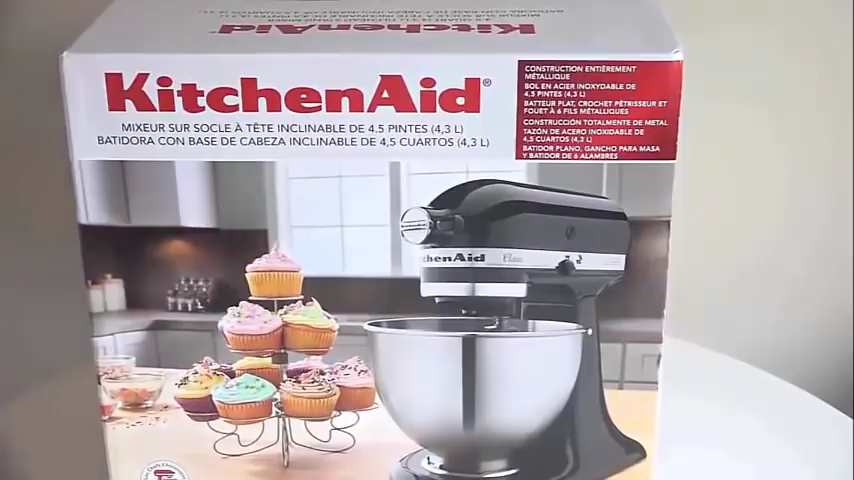 KitchenAid
KitchenAid
KitchenAid®
MIXEUR SUR SOCLE À TÊTE INCLINABLE DE 4.5 PINTES (4,3 L)
BATIDORA CON BASE DE CABEZA INCLINABLE DE 4,5 CUARTOS (4,3 L)
CONSTRUCTION ENTIÈREMENT
MÉTALLIQUE
BOL EN ACIER INOXYDABLE DE
4,5 PINTES (4,3 L)
BATTEUR PLAT, CROCHET PÉTRISSEUR ET
FOUET À 6 FILS MÉTALLIQUES
CONSTRUCCIÓN TOTALMENTE DE METAL
TAZÓN DE ACERO INOXIDABLE DE
4,5 CUARTOS (4,3 L)
BATIDOR PLANO, GANCHO PARA MASA
Y BATIDOR DE 6 ALAMBRES
KitchenAid
chenAid Classic